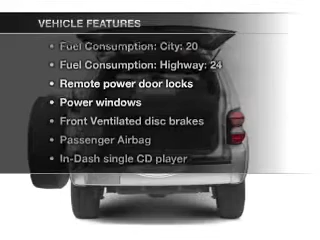 VEHICLE FEATURES
• Fuel Consumption: City: 20
• Fuel Consumption: Highway: 24
• Remote power door locks
• Power windows
• Front Ventilated disc brakes
• Passenger Airbag
• In-Dash single CD player